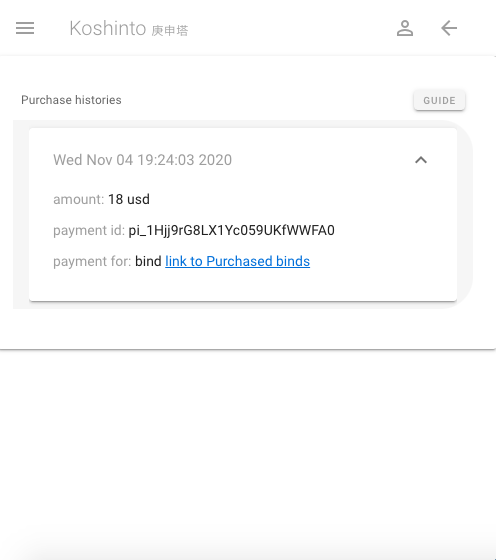 Koshinto 庚申塔
Purchase histories
GUIDE
Wed Nov 04 19:24:03 2020
amount: 18 usd
payment id: pi_1Hjj9rG8LX1Yc059UKfWWFA0
payment for: bind link to Purchased binds